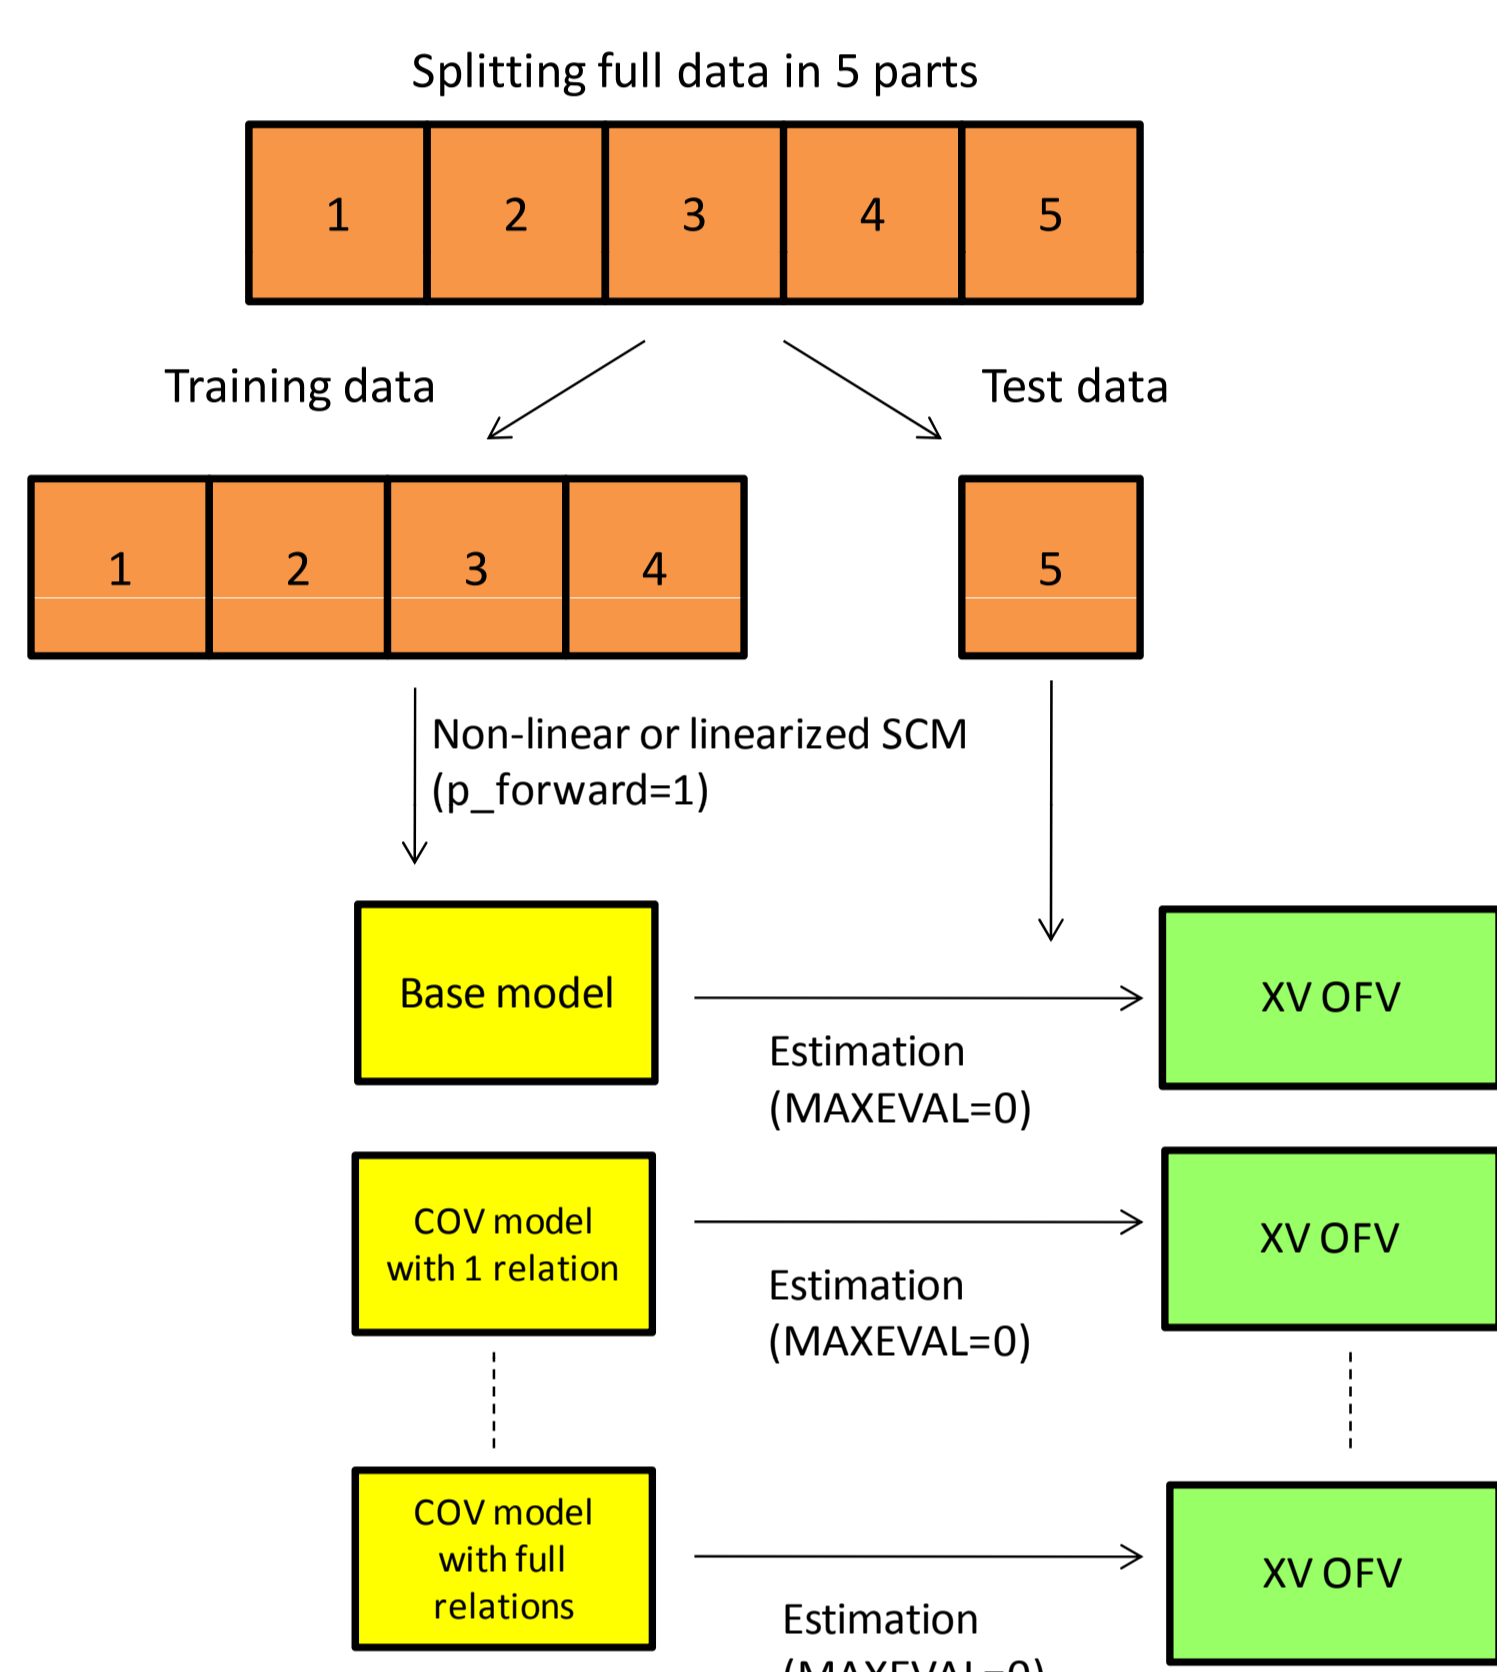 Splitting full data in 5 parts
1 2 3 4 5
Training data
Test data
1 2 3 4
5
Non-linear or linearized SCM
(p_forward=1)
Base model
XV OFV
Estimation
(MAXEVAL=0)
COV model
with 1 relation
XV OFV
Estimation
(MAXEVAL=0)
COV model
with full
relations
XV OFV
Estimation
(MAXEVAL=0)